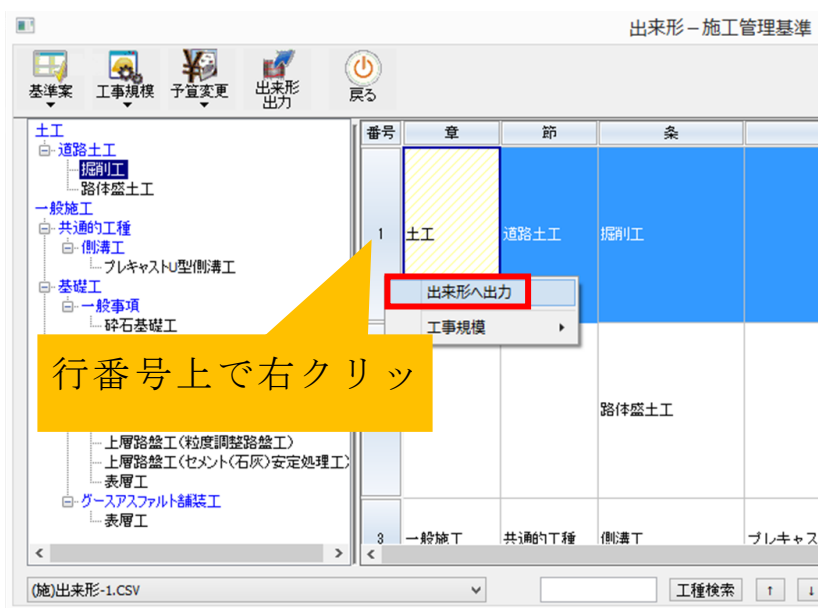 出来形－施工管理基準
基準案
工事規模
予算変更
出来形
出力
戻る
土工
道路土工
掘削工
路体盛土工
一般施工
共通的工種
側溝工
プレキャストU型側溝工
基礎工
一般事項
砕石基礎工
上層路盤工(粒度調整路盤工)
上層路盤工(セメント(石灰)安定処理工)
表層工
グースアスファルト舗装工
表層工
番号 章 節 条
1 土工 道路土工 掘削工
出来形へ出力
工事規模
行番号上で右クリッ
路体盛土工
3 一般施工 共通的工種 側溝工 プレキャス
(施)出来形-1.CSV
工種検索 ↑ ↓